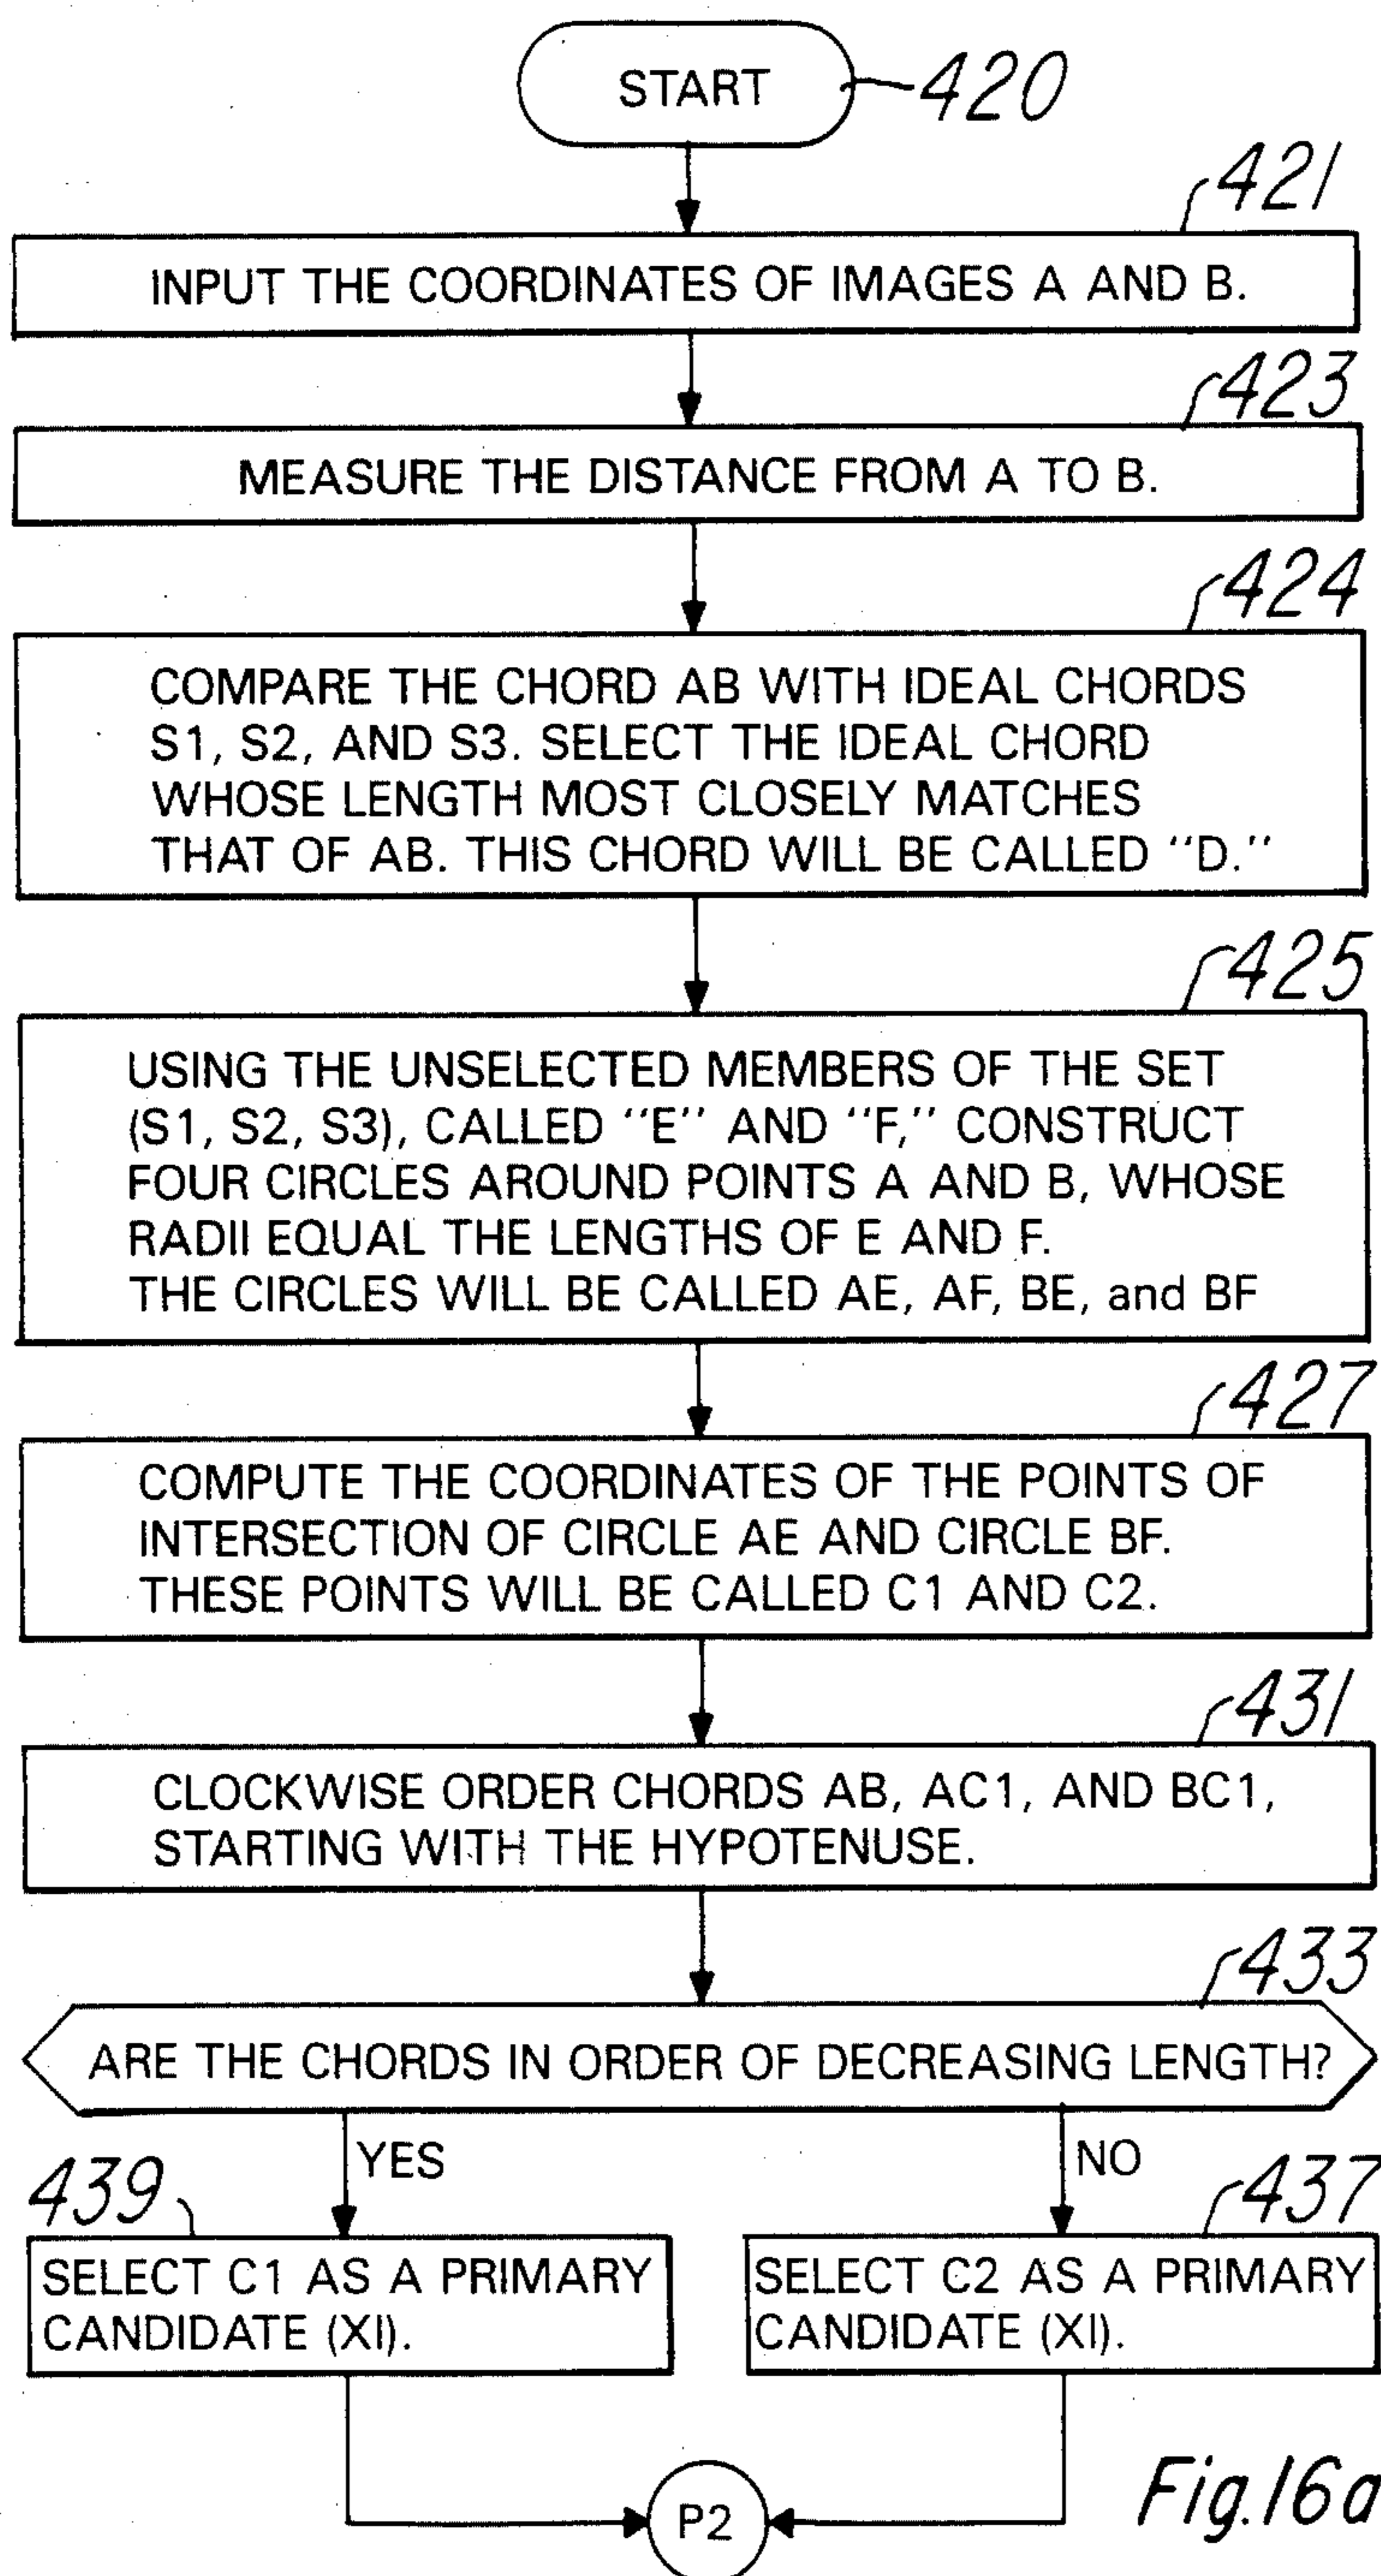 START
420
421
INPUT THE COORDINATES OF IMAGES A AND B.
423
MEASURE THE DISTANCE FROM A TO B.
424
COMPARE THE CHORD AB WITH IDEAL CHORDS
S1, S2, AND S3. SELECT THE IDEAL CHORD
WHOSE LENGTH MOST CLOSELY MATCHES
THAT OF AB. THIS CHORD WILL BE CALLED "D."
425
USING THE UNSELECTED MEMBERS OF THE SET
(S1, S2, S3), CALLED "E" AND "F," CONSTRUCT
FOUR CIRCLES AROUND POINTS A AND B, WHOSE
RADII EQUAL THE LENGTHS OF E AND F.
THE CIRCLES WILL BE CALLED AE, AF, BE, and BF
427
COMPUTE THE COORDINATES OF THE POINTS OF
INTERSECTION OF CIRCLE AE AND CIRCLE BF.
THESE POINTS WILL BE CALLED C1 AND C2.
431
CLOCKWISE ORDER CHORDS AB, AC1, AND BC1,
STARTING WITH THE HYPOTENUSE.
433
ARE THE CHORDS IN ORDER OF DECREASING LENGTH?
YES
NO
439
437
SELECT C1 AS A PRIMARY
CANDIDATE (XI).
SELECT C2 AS A PRIMARY
CANDIDATE (XI).
P2
Fig.16a